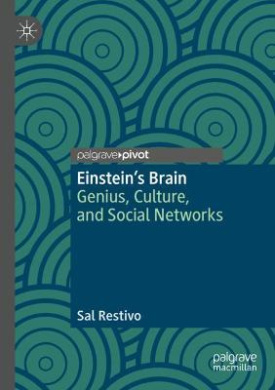 palgrave►pivot
Einstein's Brain
Genius, Culture,
and Social Networks
Sal Restivo
palgrave
macmillan